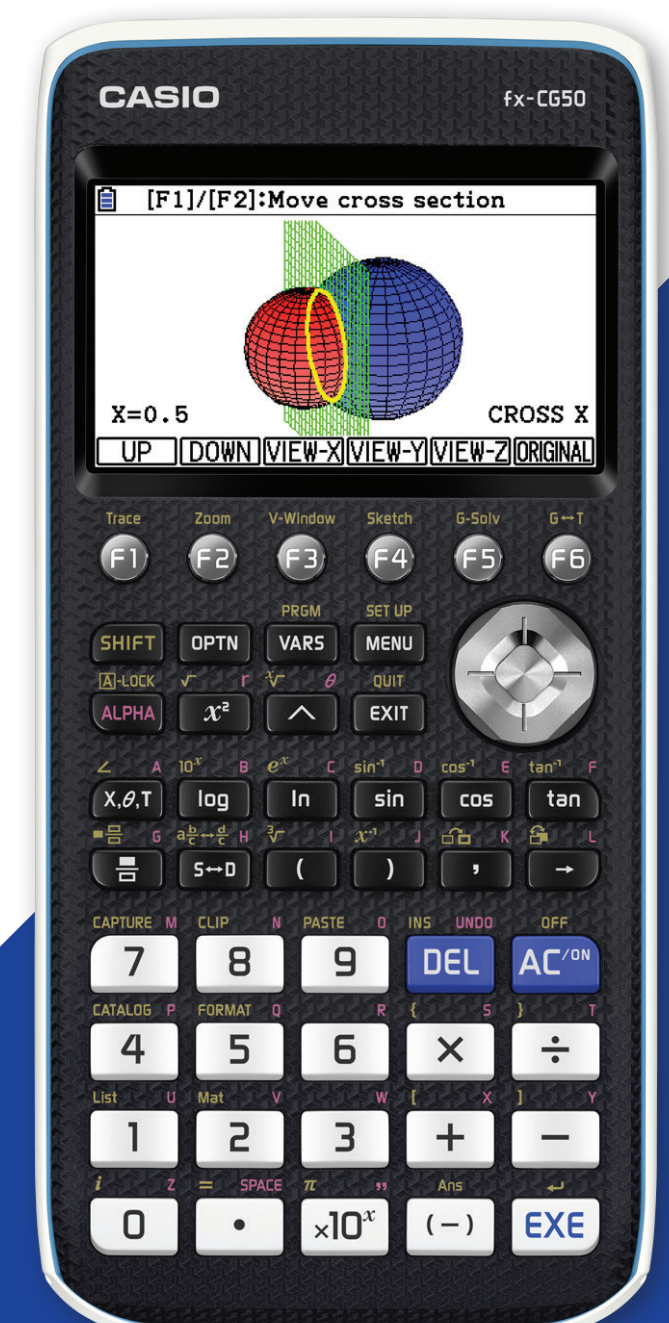 CASIO fx-CG50
[F1]/[F2]:Move cross section
X=0.5 CROSS X
UP DOWN VIEW-X VIEW-Y VIEW-Z ORIGINAL
Trace Zoom V-Window Sketch G-Solv G↔T
F1 F2 F3 F4 F5 F6
PRGM SET UP
SHIFT OPTN VARS MENU
A-LOCK √ r ˣ√ θ QUIT
ALPHA x² ^ EXIT
∠ A 10ˣ B eˣ C sin⁻¹ D cos⁻¹ E tan⁻¹ F
X,θ,T log ln sin cos tan
G a b/c↔d/c H ³√ I x⁻¹ J K L
S↔D ( ) , →
CAPTURE M CLIP N PASTE O INS UNDO OFF
7 8 9 DEL AC/ON
CATALOG P FORMAT Q R { S } T
4 5 6 × ÷
List U Mat V W [ X ] Y
1 2 3 + −
i Z = SPACE π " Ans ↵
0 • ×10ˣ (−) EXE